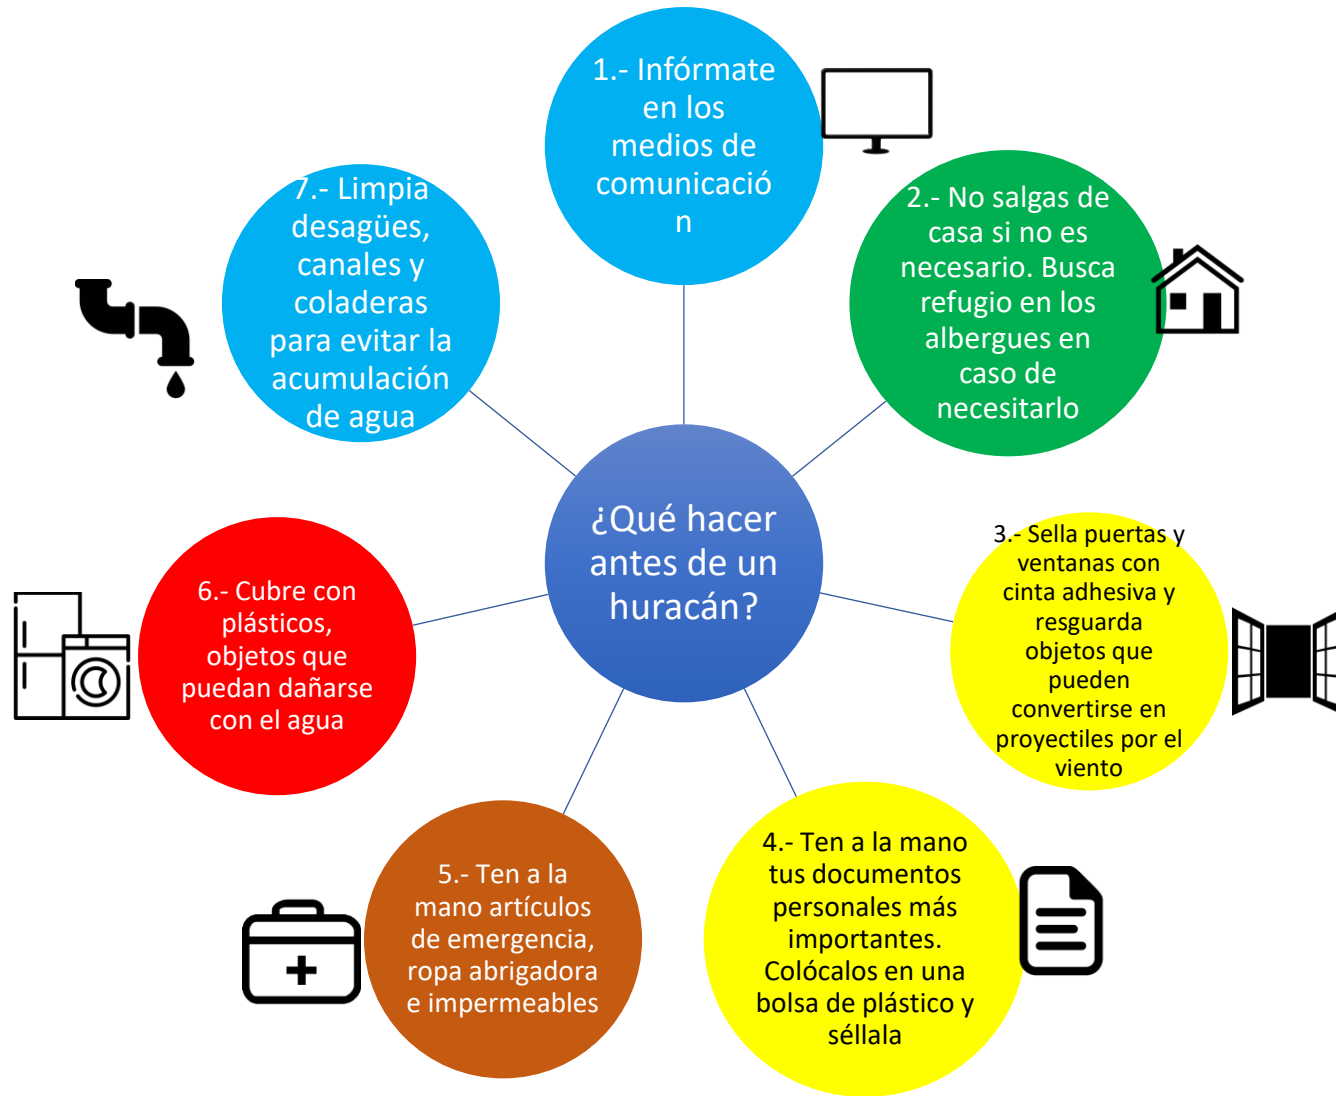 1.- Infórmate
en los
medios de
comunicació
n
2.- No salgas de
casa si no es
necesario. Busca
refugio en los
albergues en
caso de
necesitarlo
3.- Sella puertas y
ventanas con
cinta adhesiva y
resguarda
objetos que
pueden
convertirse en
proyectiles por el
viento
4.- Ten a la mano
tus documentos
personales más
importantes.
Colócalos en una
bolsa de plástico y
séllala
5.- Ten a la
mano artículos
de emergencia,
ropa abrigadora
e impermeables
6.- Cubre con
plásticos,
objetos que
puedan dañarse
con el agua
7.- Limpia
desagües,
canales y
coladeras
para evitar la
acumulación
de agua
¿Qué hacer
antes de un
huracán?